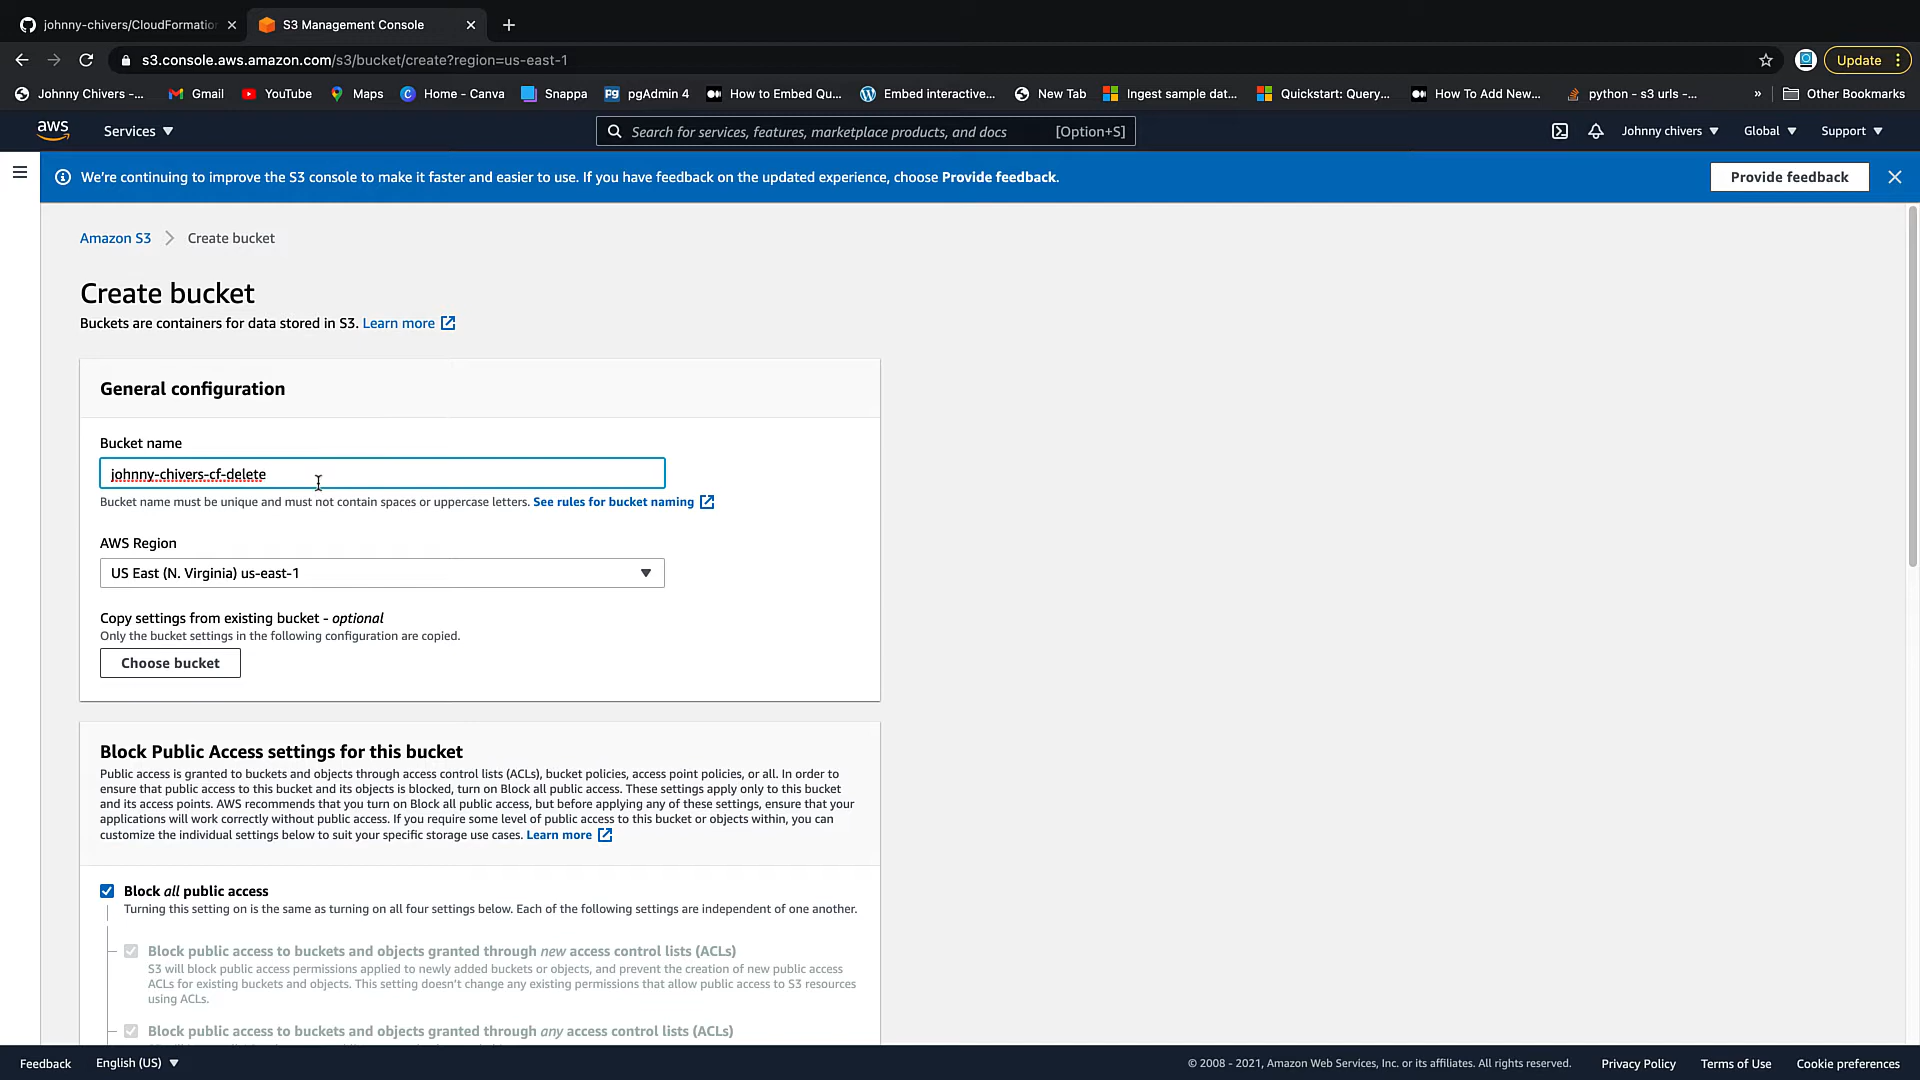 johnny-chivers/CloudFormation
S3 Management Console
s3.console.aws.amazon.com/s3/bucket/create?region=us-east-1
Update
Johnny Chivers -...
Gmail
YouTube
Maps
Home - Canva
Snappa
pgAdmin 4
How to Embed Qu...
Embed interactive...
New Tab
Ingest sample dat...
Quickstart: Query...
How To Add New...
python - s3 urls -...
»
Other Bookmarks
aws
Services
Search for services, features, marketplace products, and docs
[Option+S]
Johnny chivers
Global
Support
We're continuing to improve the S3 console to make it faster and easier to use. If you have feedback on the updated experience, choose Provide feedback.
Provide feedback
Amazon S3
Create bucket
Create bucket
Buckets are containers for data stored in S3. Learn more
General configuration
Bucket name
johnny-chivers-cf-delete
Bucket name must be unique and must not contain spaces or uppercase letters. See rules for bucket naming
AWS Region
US East (N. Virginia) us-east-1
Copy settings from existing bucket - optional
Only the bucket settings in the following configuration are copied.
Choose bucket
Block Public Access settings for this bucket
Public access is granted to buckets and objects through access control lists (ACLs), bucket policies, access point policies, or all. In order to
ensure that public access to this bucket and its objects is blocked, turn on Block all public access. These settings apply only to this bucket
and its access points. AWS recommends that you turn on Block all public access, but before applying any of these settings, ensure that your
applications will work correctly without public access. If you require some level of public access to this bucket or objects within, you can
customize the individual settings below to suit your specific storage use cases. Learn more
Block all public access
Turning this setting on is the same as turning on all four settings below. Each of the following settings are independent of one another.
Block public access to buckets and objects granted through new access control lists (ACLs)
S3 will block public access permissions applied to newly added buckets or objects, and prevent the creation of new public access
ACLs for existing buckets and objects. This setting doesn't change any existing permissions that allow public access to S3 resources
using ACLs.
Block public access to buckets and objects granted through any access control lists (ACLs)
Feedback
English (US)
© 2008 - 2021, Amazon Web Services, Inc. or its affiliates. All rights reserved.
Privacy Policy
Terms of Use
Cookie preferences